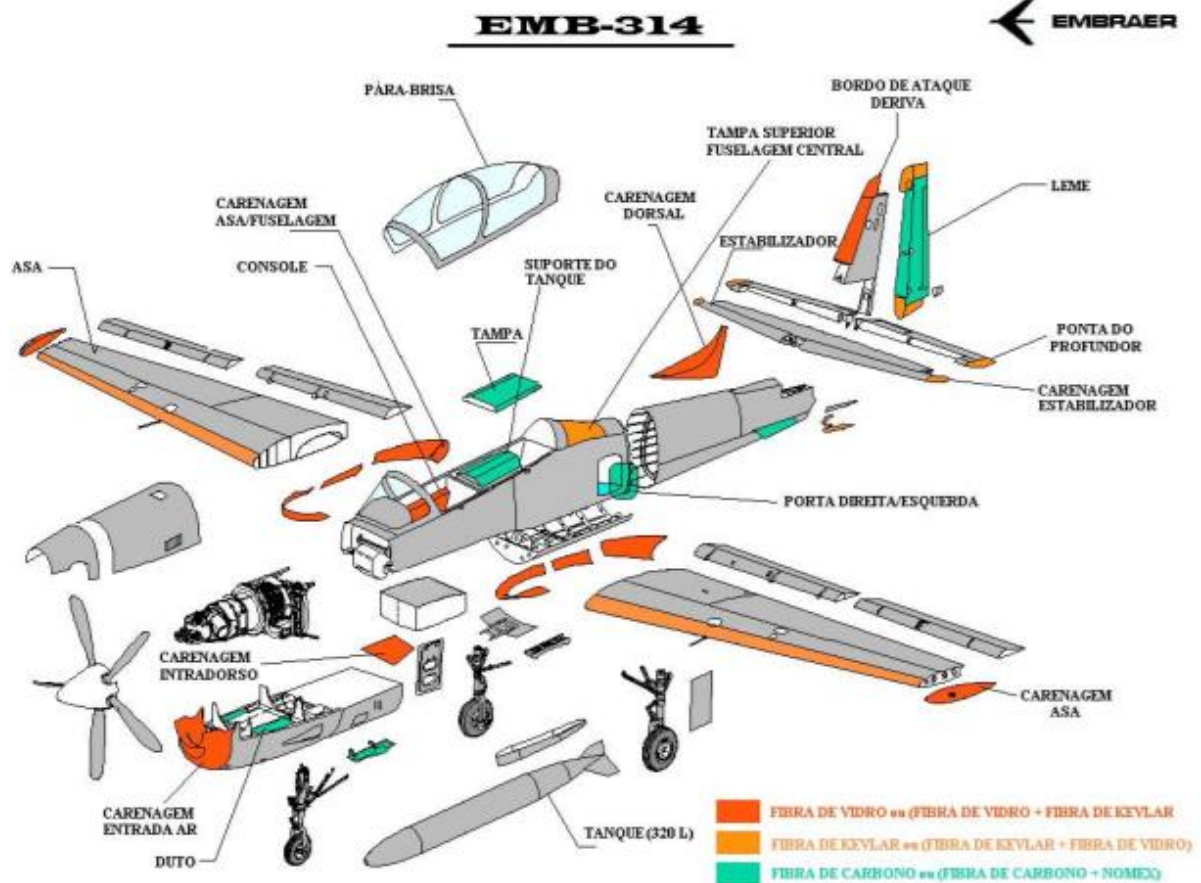 EMB-314
EMBRAER
PÁRA-BRISA
BORDO DE ATAQUE
DERIVA
TAMPA SUPERIOR
FUSELAGEM CENTRAL
LEME
CARENAGEM
ASA/FUSELAGEM
CARENAGEM
DORSAL
ESTABILIZADOR
ASA
CONSOLE
SUPORTE DO
TANQUE
TAMPA
PONTA DO
PROFUNDOR
CARENAGEM
ESTABILIZADOR
PORTA DIREITA/ESQUERDA
CARENAGEM
INTRADORSO
CARENAGEM
ASA
CARENAGEM
ENTRADA AR
DUTO
TANQUE (320 L)
FIBRA DE VIDRO ou (FIBRA DE VIDRO + FIBRA DE KEVLAR
FIBRA DE KEVLAR ou (FIBRA DE KEVLAR + FIBRA DE VIDRO)
FIBRA DE CARBONO ou (FIBRA DE CARBONO + NOMEX)